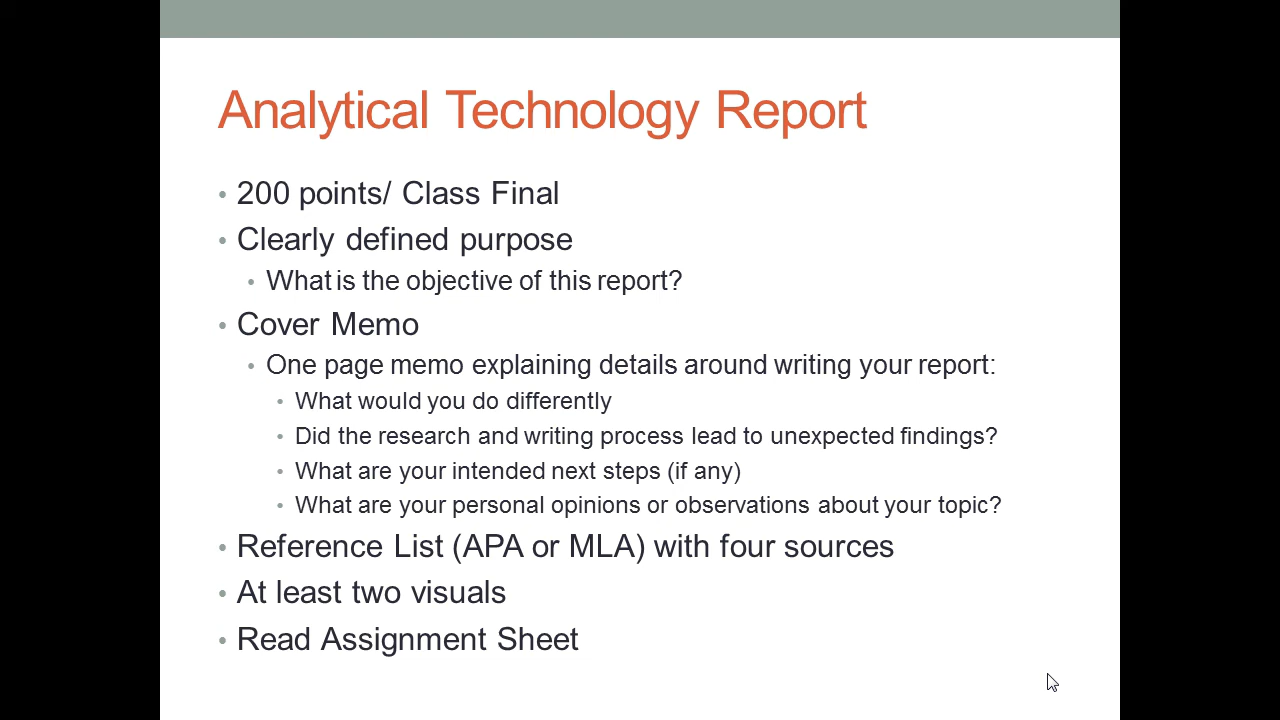 Analytical Technology Report
• 200 points/ Class Final
• Clearly defined purpose
• What is the objective of this report?
• Cover Memo
• One page memo explaining details around writing your report:
• What would you do differently
• Did the research and writing process lead to unexpected findings?
• What are your intended next steps (if any)
• What are your personal opinions or observations about your topic?
• Reference List (APA or MLA) with four sources
• At least two visuals
• Read Assignment Sheet